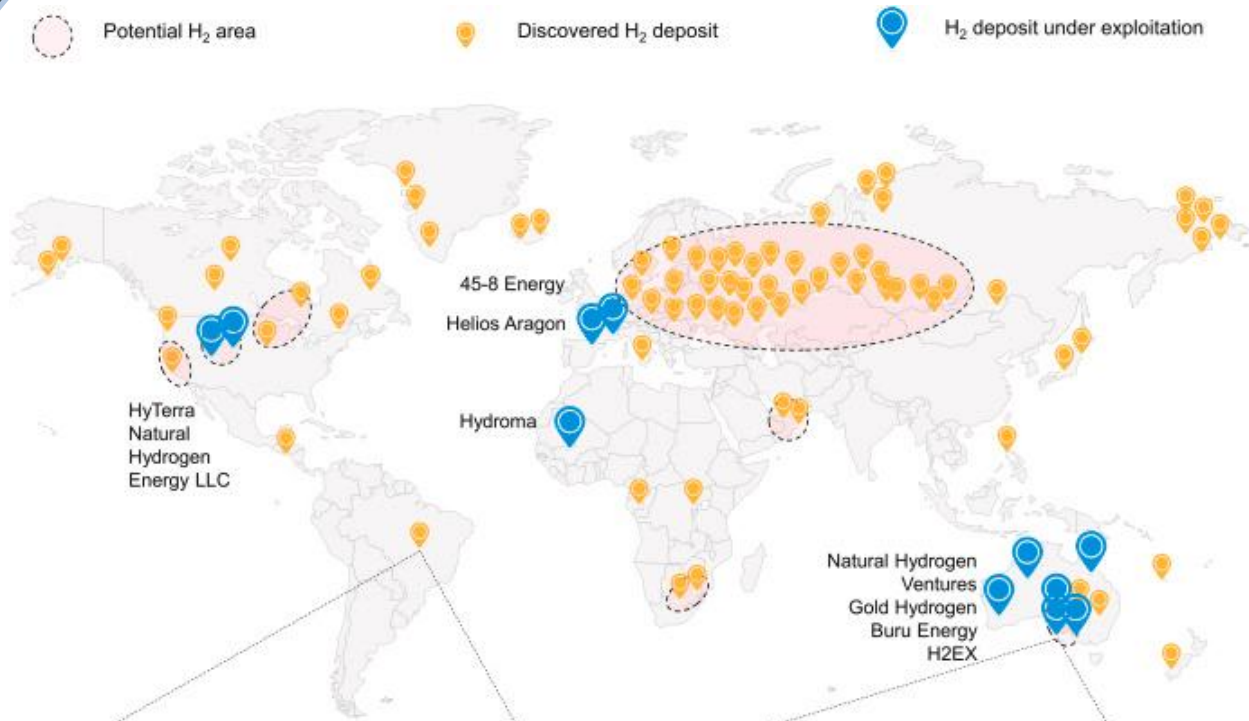 Potential H₂ area
Discovered H₂ deposit
H₂ deposit under exploitation
45-8 Energy
Helios Aragon
HyTerra
Natural
Hydrogen
Energy LLC
Hydroma
Natural Hydrogen
Ventures
Gold Hydrogen
Buru Energy
H2EX